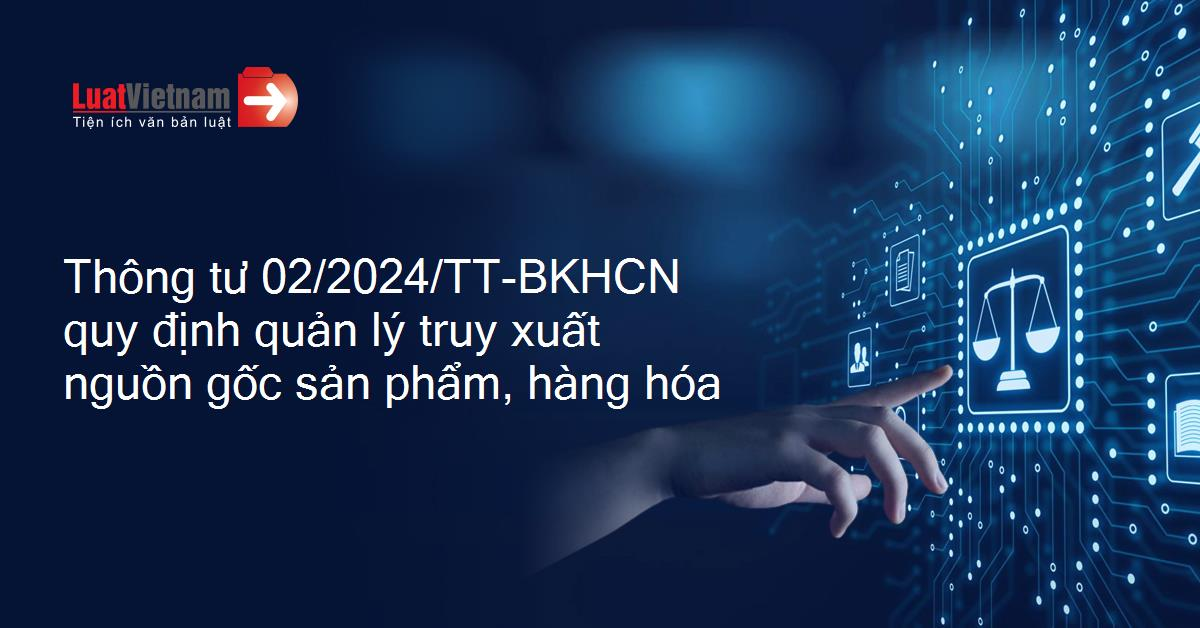 LuatVietnam
Tiện ích văn bản luật
Thông tư 02/2024/TT-BKHCN
quy định quản lý truy xuất
nguồn gốc sản phẩm, hàng hóa